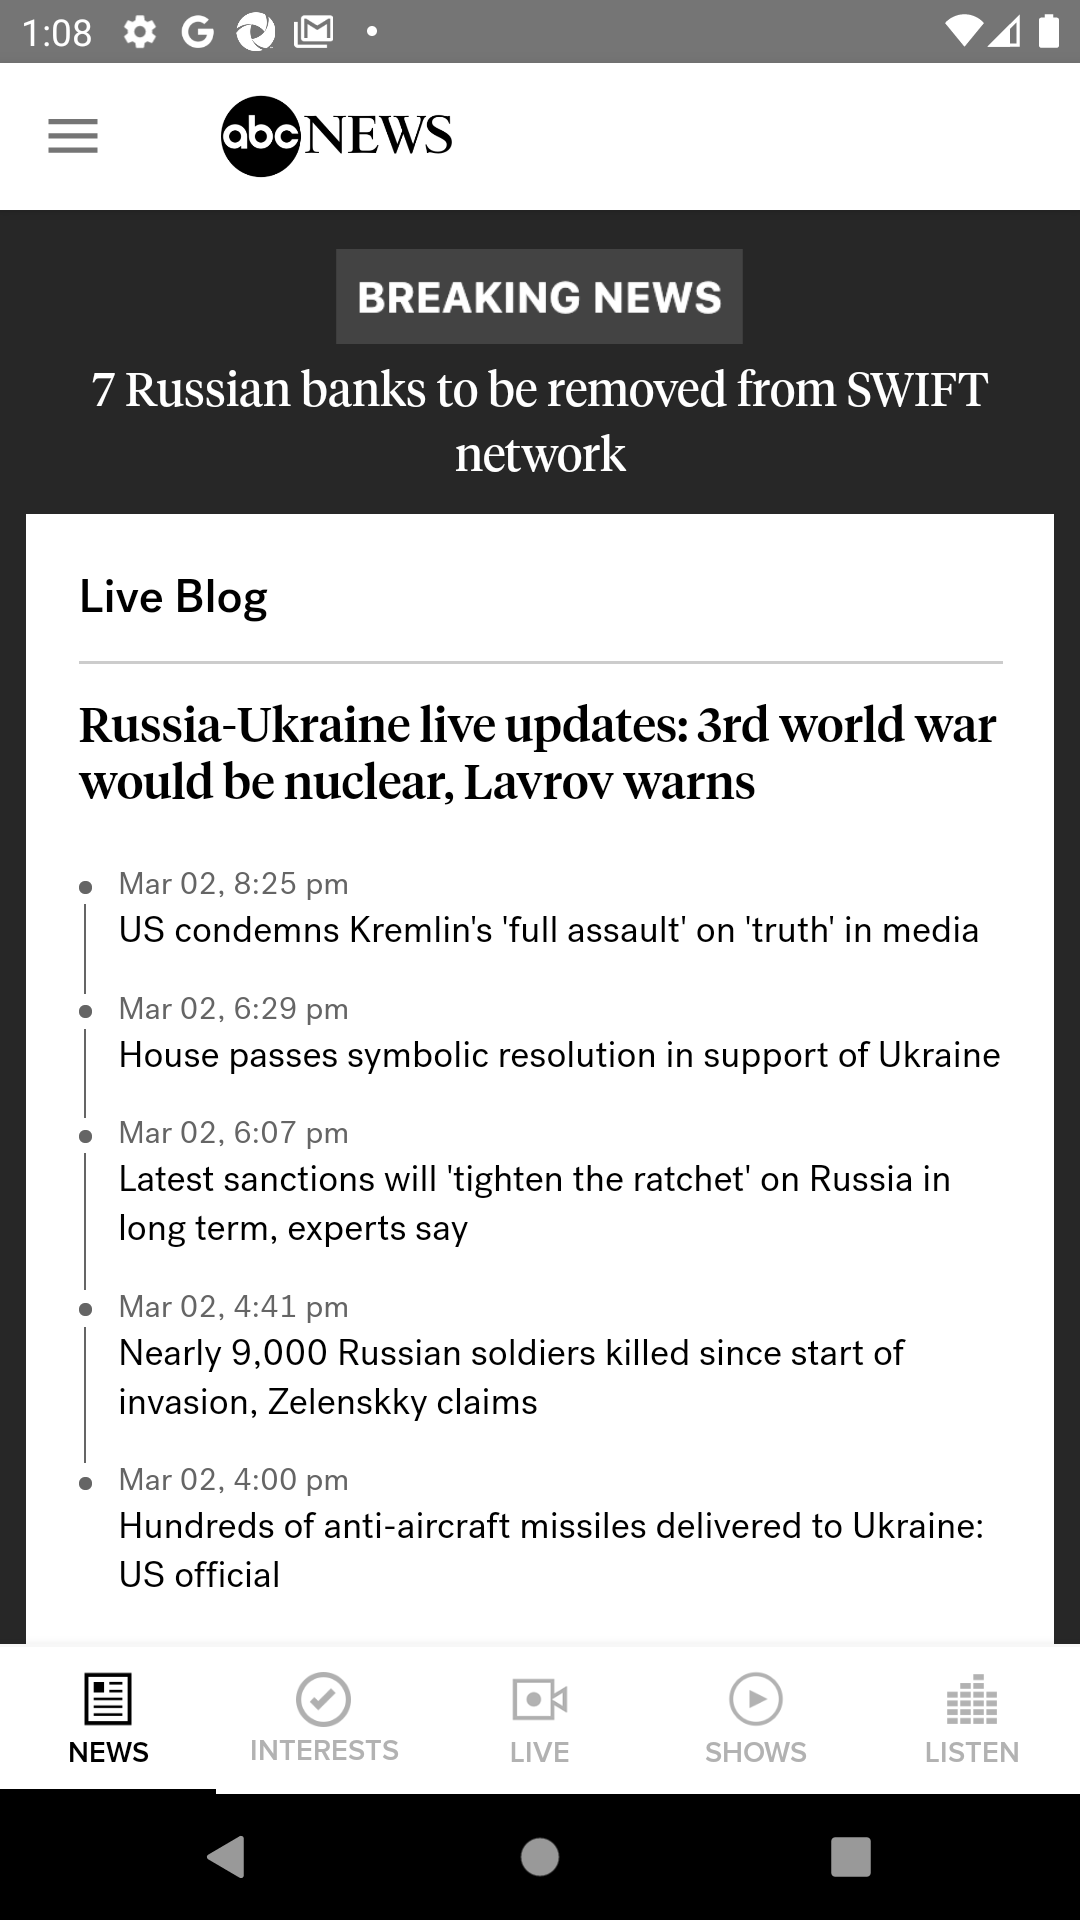 1:08
abc NEWS
BREAKING NEWS
7 Russian banks to be removed from SWIFT
network
Live Blog
Russia-Ukraine live updates: 3rd world war
would be nuclear, Lavrov warns
Mar 02, 8:25 pm
US condemns Kremlin's 'full assault' on 'truth' in media
Mar 02, 6:29 pm
House passes symbolic resolution in support of Ukraine
Mar 02, 6:07 pm
Latest sanctions will 'tighten the ratchet' on Russia in
long term, experts say
Mar 02, 4:41 pm
Nearly 9,000 Russian soldiers killed since start of
invasion, Zelenskky claims
Mar 02, 4:00 pm
Hundreds of anti-aircraft missiles delivered to Ukraine:
US official
NEWS INTERESTS LIVE SHOWS LISTEN